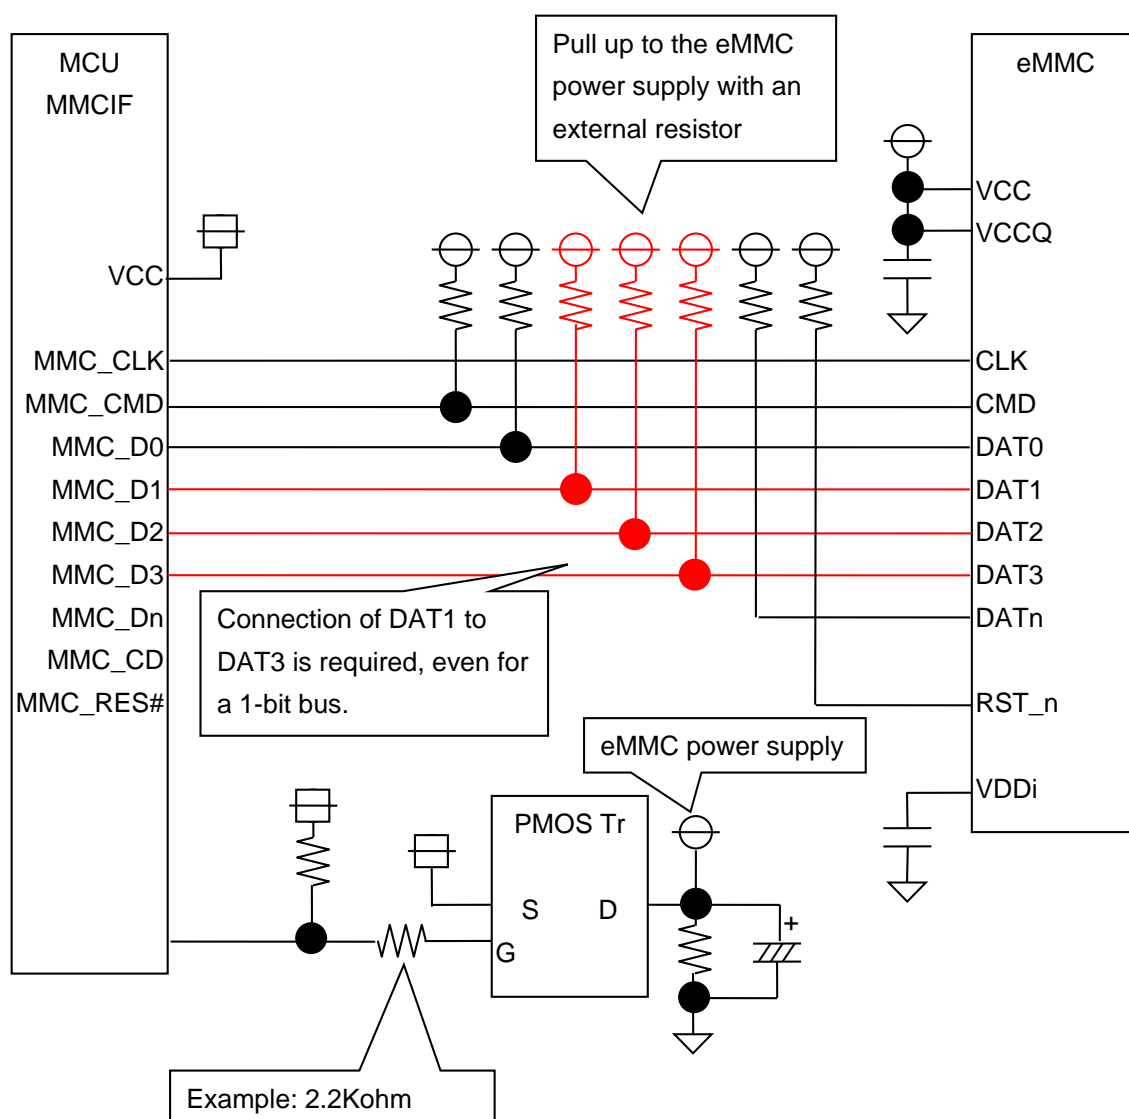 MCU
MMCIF
Pull up to the eMMC
power supply with an
external resistor
eMMC
VCC
VCCQ
VCC
MMC_CLK
MMC_CMD
MMC_D0
MMC_D1
MMC_D2
MMC_D3
MMC_Dn
MMC_CD
MMC_RES#
CLK
CMD
DAT0
DAT1
DAT2
DAT3
DATn
RST_n
VDDi
Connection of DAT1 to
DAT3 is required, even for
a 1-bit bus.
eMMC power supply
PMOS Tr
S D
G
+
Example: 2.2Kohm